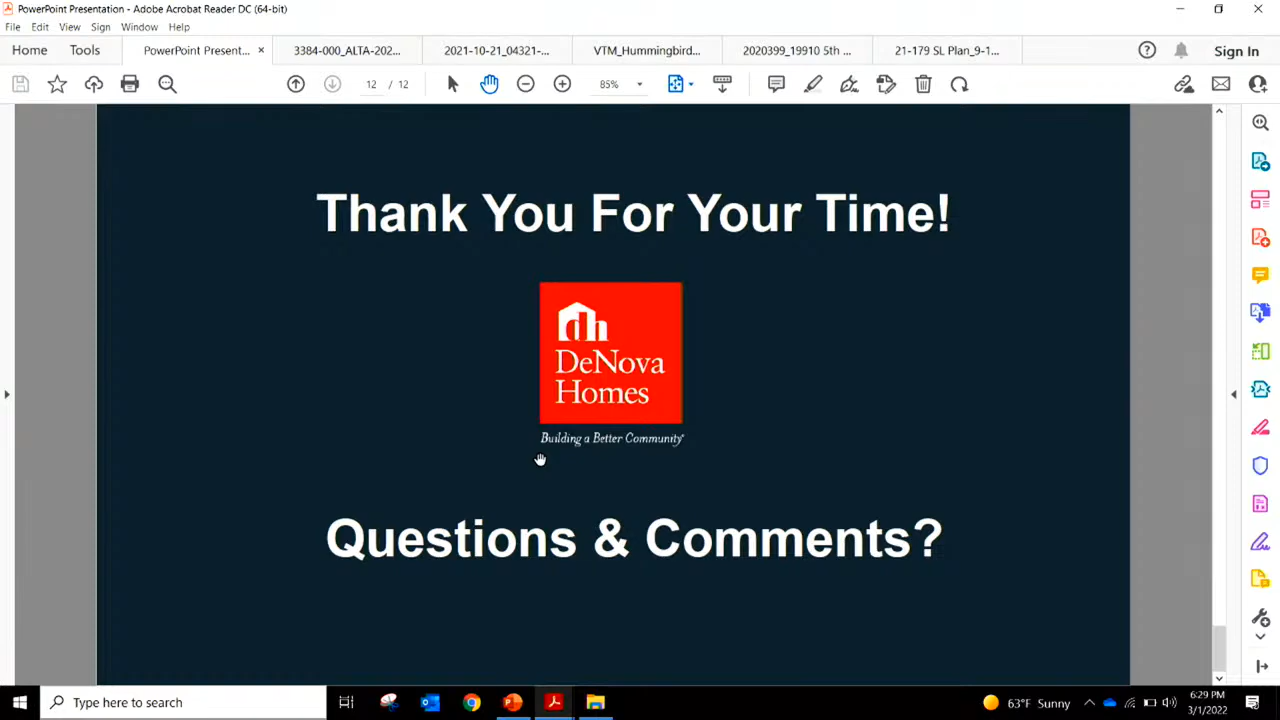 PowerPoint Presentation - Adobe Acrobat Reader DC (64-bit)
File Edit View Sign Window Help
Home Tools PowerPoint Present... × 3384-000_ALTA-202... 2021-10-21_04321-... VTM_Hummingbird... 2020399_19910 5th ... 21-179 SL Plan_9-1... Sign In
12 / 12 85%
Thank You For Your Time!
dh
DeNova
Homes
Building a Better Community
Questions & Comments?
Type here to search
63°F Sunny
6:29 PM
3/1/2022